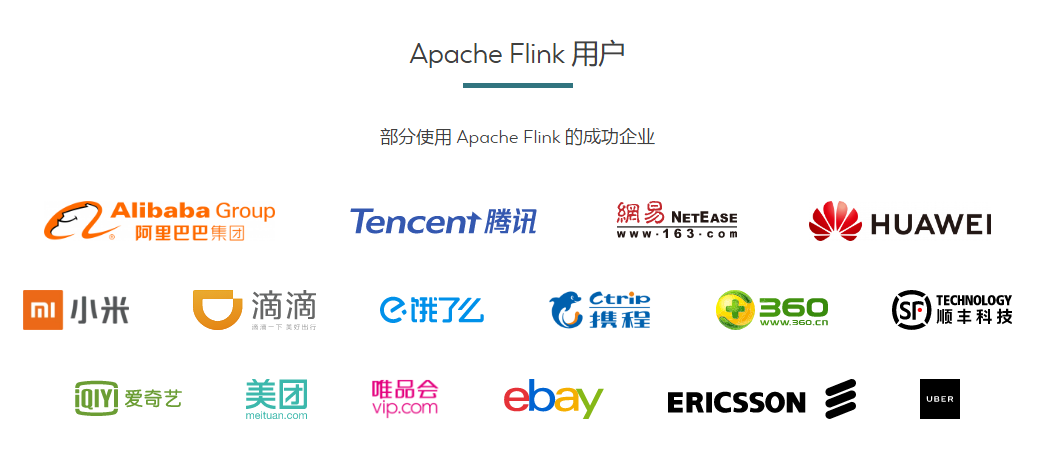 Apache Flink 用户
部分使用 Apache Flink 的成功企业
Alibaba Group
阿里巴巴集团
Tencent 腾讯
網易 NETEASE
www.163.com
HUAWEI
mi 小米
滴滴
滴滴一下 美好出行
e 饿了么
Ctrip
携程
360
www.360.cn
SF TECHNOLOGY
顺丰科技
iQIYI 爱奇艺
美团
meituan.com
唯品会
vip.com
ebay
ERICSSON
UBER